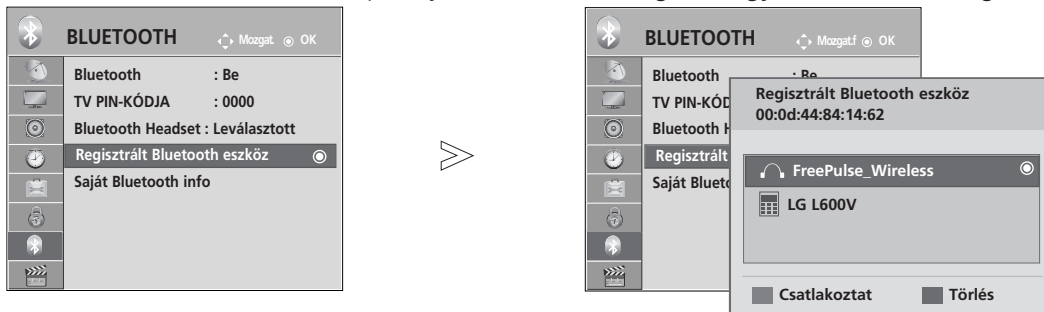 BLUETOOTH Mozgat. OK
Bluetooth : Be
TV PIN-KÓDJA : 0000
Bluetooth Headset : Leválasztott
Regisztrált Bluetooth eszköz
Saját Bluetooth info
BLUETOOTH Mozgat.f OK
Bluetooth : Be
TV PIN-KÓD
Bluetooth H
Regisztrált
Saját Blueto
Regisztrált Bluetooth eszköz
00:0d:44:84:14:62
FreePulse_Wireless
LG L600V
Csatlakoztat Törlés